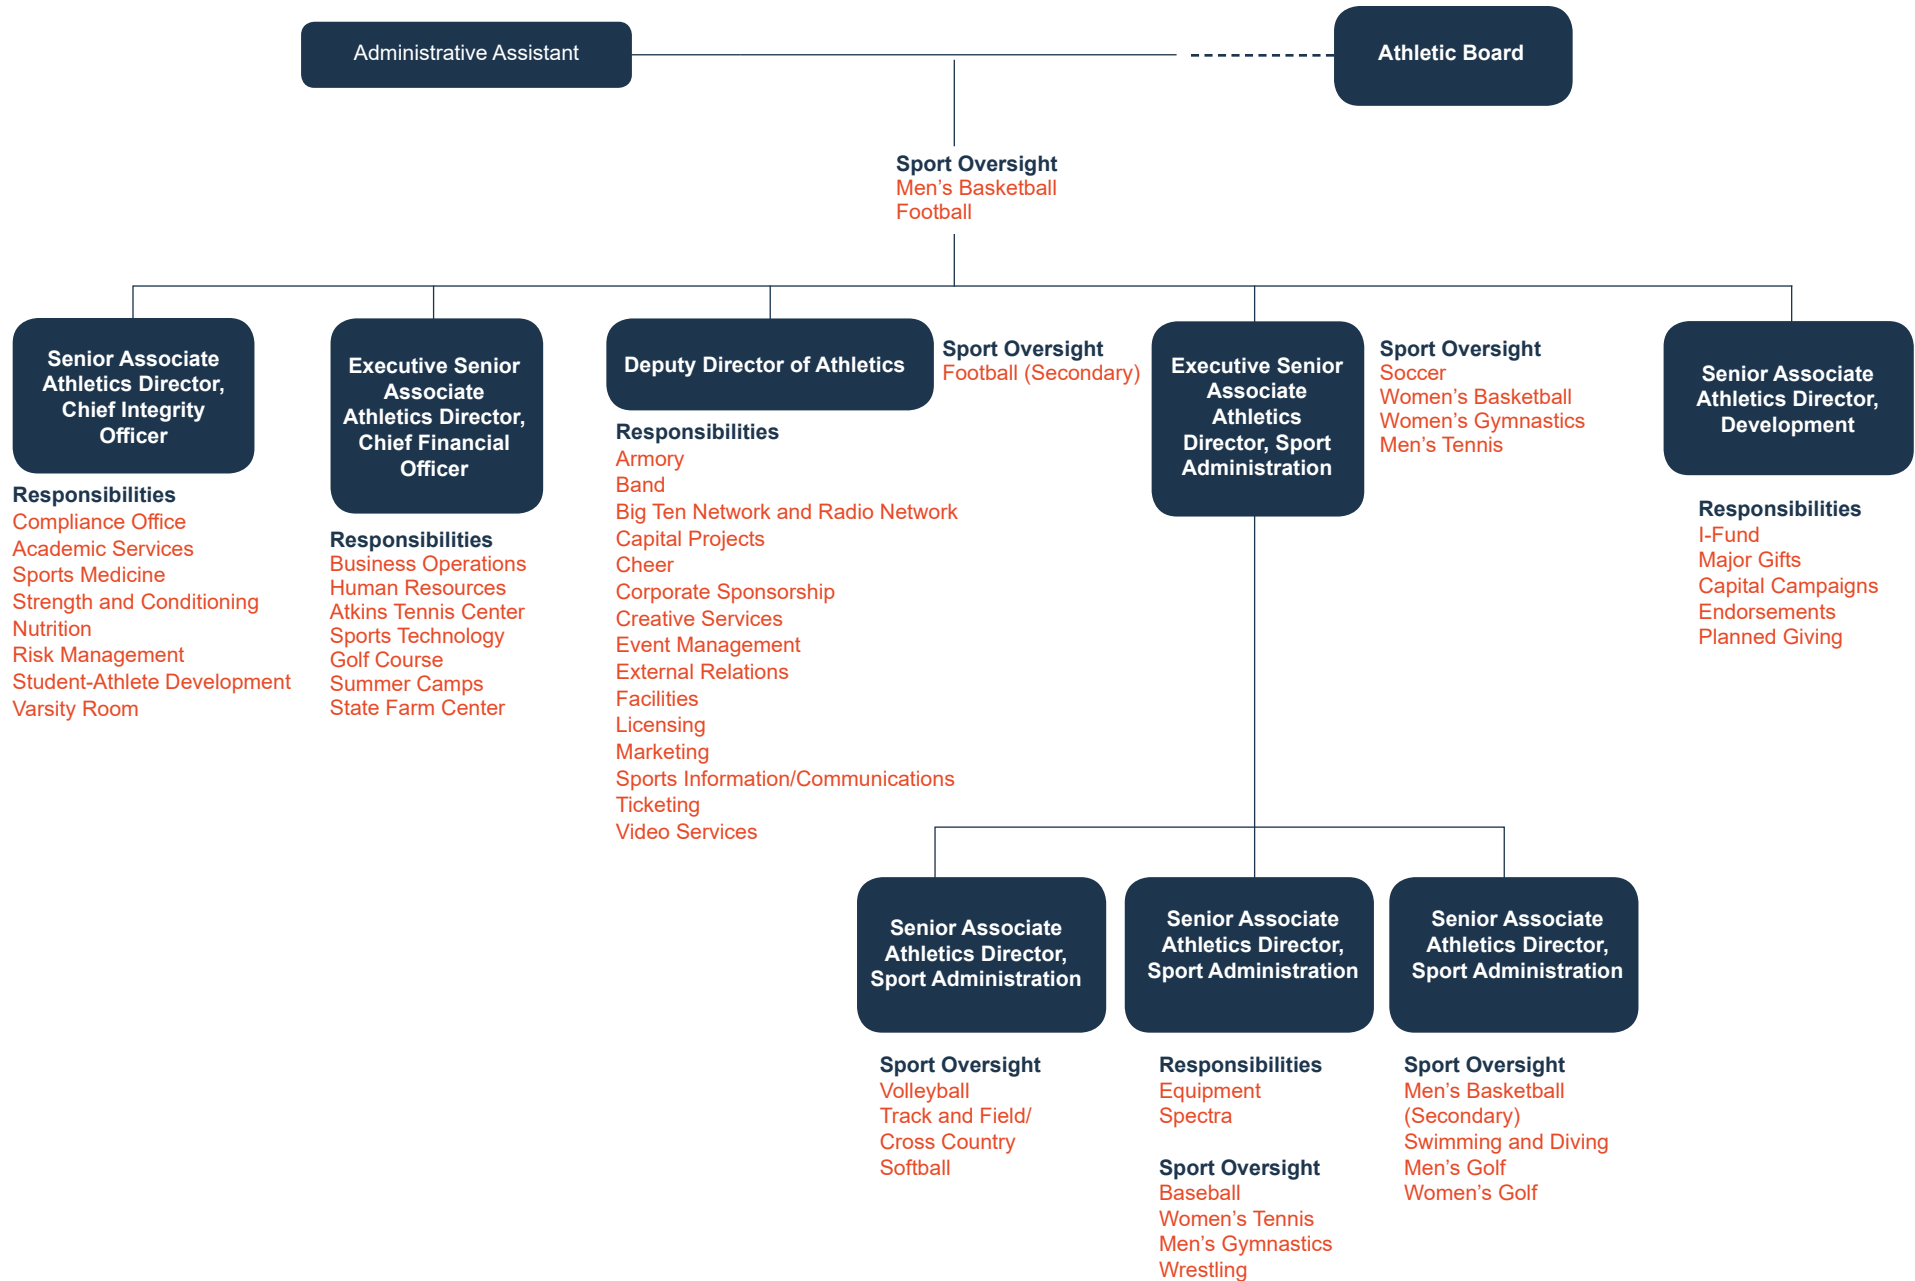 Administrative Assistant
Athletic Board
Sport Oversight
Men’s Basketball
Football
Senior Associate
Athletics Director,
Chief Integrity
Officer
Responsibilities
Compliance Office
Academic Services
Sports Medicine
Strength and Conditioning
Nutrition
Risk Management
Student-Athlete Development
Varsity Room
Executive Senior
Associate
Athletics Director,
Chief Financial
Officer
Responsibilities
Business Operations
Human Resources
Atkins Tennis Center
Sports Technology
Golf Course
Summer Camps
State Farm Center
Deputy Director of Athletics
Sport Oversight
Football (Secondary)
Responsibilities
Armory
Band
Big Ten Network and Radio Network
Capital Projects
Cheer
Corporate Sponsorship
Creative Services
Event Management
External Relations
Facilities
Licensing
Marketing
Sports Information/Communications
Ticketing
Video Services
Executive Senior
Associate
Athletics
Director, Sport
Administration
Sport Oversight
Soccer
Women’s Basketball
Women’s Gymnastics
Men’s Tennis
Senior Associate
Athletics Director,
Development
Responsibilities
I-Fund
Major Gifts
Capital Campaigns
Endorsements
Planned Giving
Senior Associate
Athletics Director,
Sport Administration
Sport Oversight
Volleyball
Track and Field/
Cross Country
Softball
Senior Associate
Athletics Director,
Sport Administration
Responsibilities
Equipment
Spectra
Sport Oversight
Baseball
Women’s Tennis
Men’s Gymnastics
Wrestling
Senior Associate
Athletics Director,
Sport Administration
Sport Oversight
Men’s Basketball
(Secondary)
Swimming and Diving
Men’s Golf
Women’s Golf